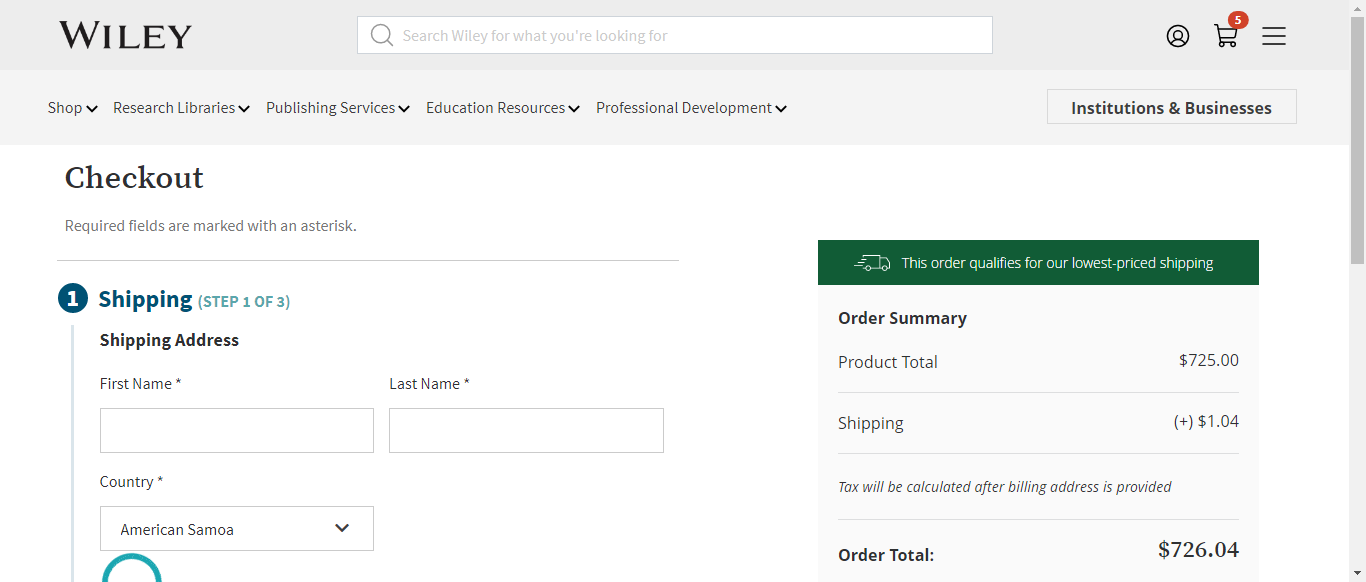 WILEY
Search Wiley for what you're looking for
5
Shop
Research Libraries
Publishing Services
Education Resources
Professional Development
Institutions & Businesses
Checkout
Required fields are marked with an asterisk.
1 Shipping (STEP 1 OF 3)
Shipping Address
First Name *
Last Name *
Country *
American Samoa
This order qualifies for our lowest-priced shipping
Order Summary
Product Total $725.00
Shipping (+) $1.04
Tax will be calculated after billing address is provided
Order Total: $726.04